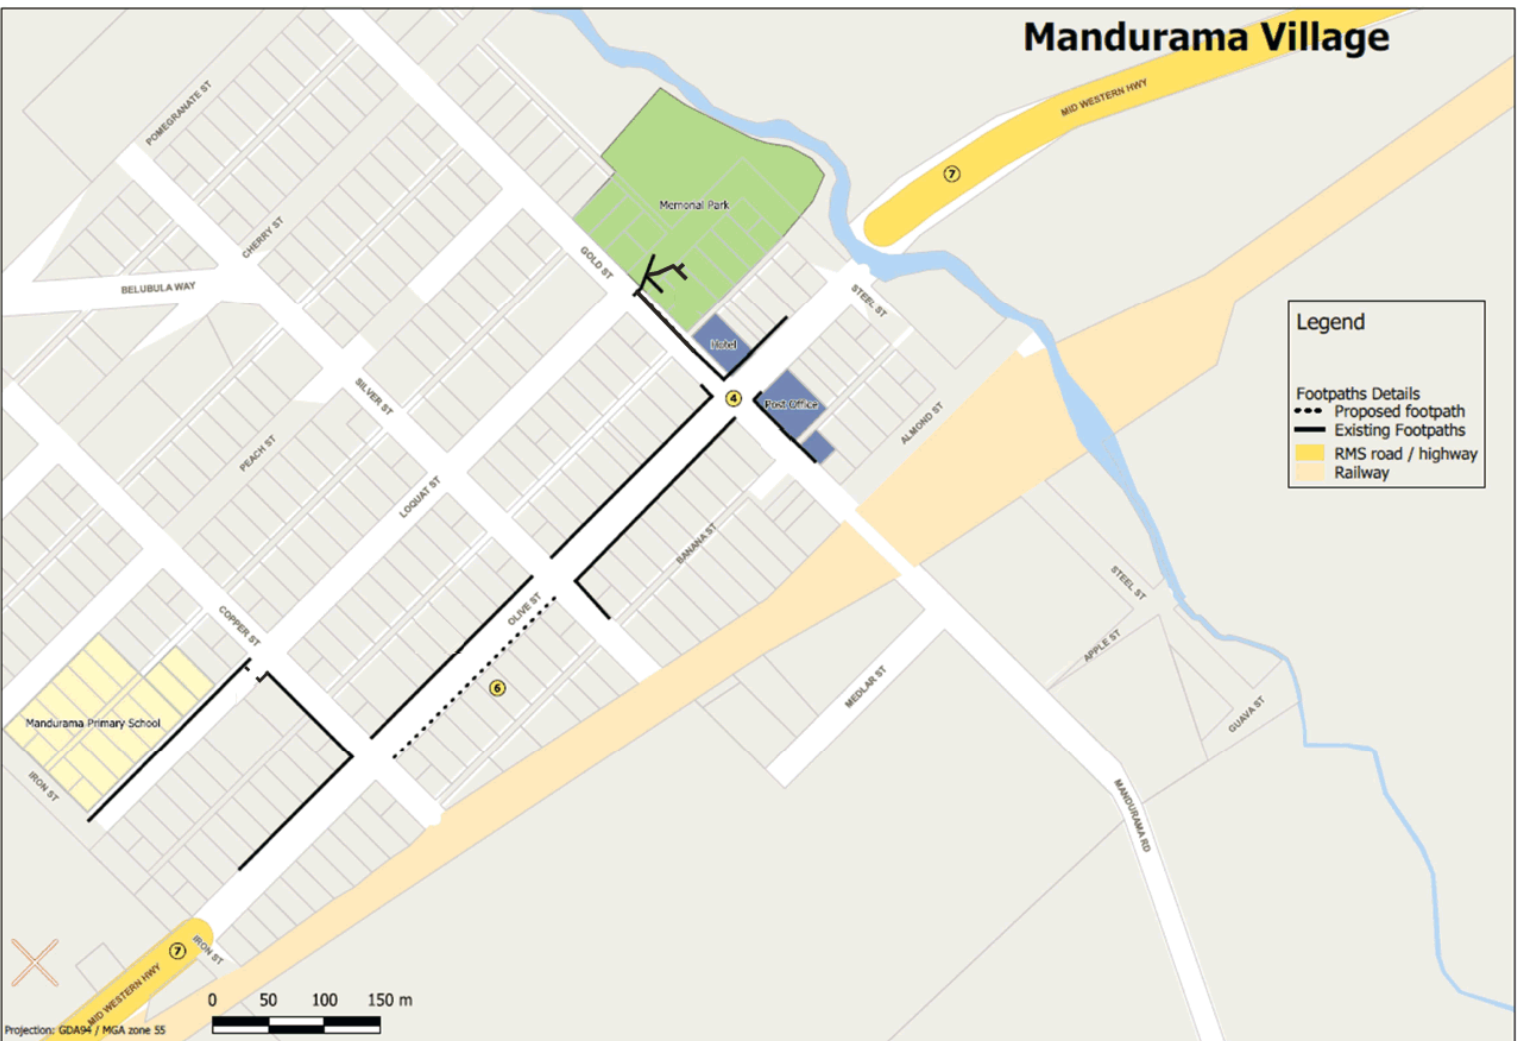 Mandurama Village
MID WESTERN HWY
7
POMEGRANATE ST
Memorial Park
CHERRY ST
GOLD ST
BELUBULA WAY
STEEL ST
Legend
Hotel
Footpaths Details
Proposed footpath
Existing Footpaths
RMS road / highway
Railway
SILVER ST
4
Post Office
ALMOND ST
PEACH ST
LOQUAT ST
BANANA ST
STEEL ST
OLIVE ST
COPPER ST
APPLE ST
6
MEDLAR ST
GUAVA ST
Mandurama Primary School
IRON ST
MANDURAMA RD
7
IRON ST
MID WESTERN HWY
0 50 100 150 m
Projection: GDA94 / MGA zone 55